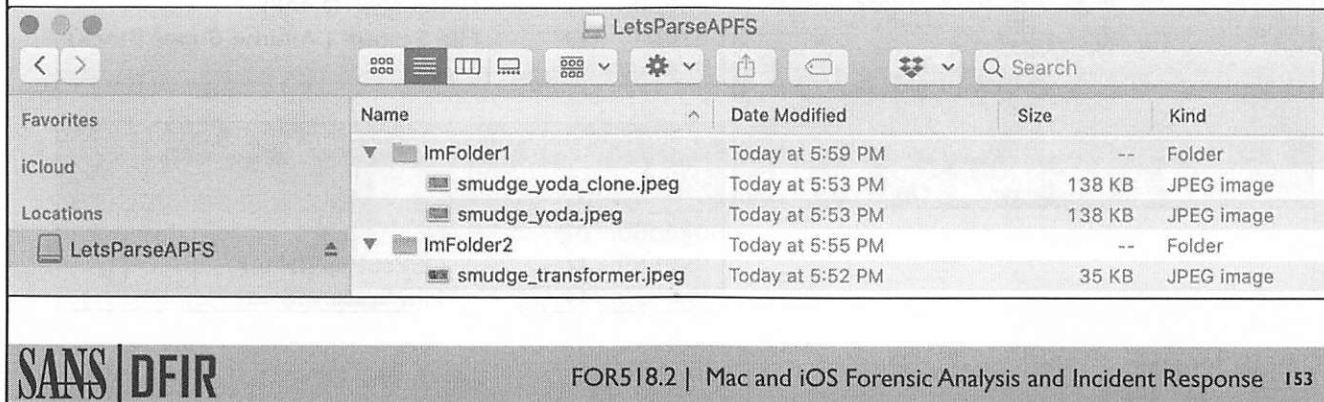 LetsParseAPFS
Search
Favorites
iCloud
Locations
LetsParseAPFS
Name Date Modified Size Kind
ImFolder1 Today at 5:59 PM -- Folder
smudge_yoda_clone.jpeg Today at 5:53 PM 138 KB JPEG image
smudge_yoda.jpeg Today at 5:53 PM 138 KB JPEG image
ImFolder2 Today at 5:55 PM -- Folder
smudge_transformer.jpeg Today at 5:52 PM 35 KB JPEG image
SANS | DFIR
FOR518.2 | Mac and iOS Forensic Analysis and Incident Response 153